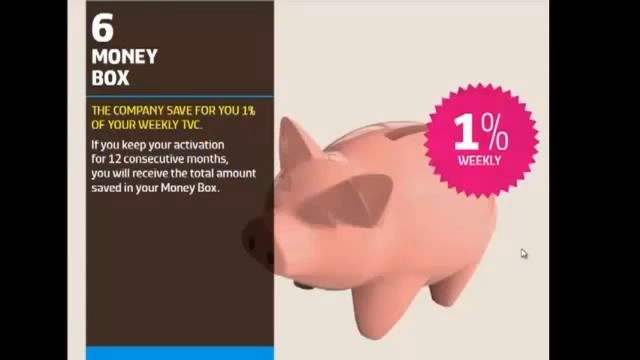 6
MONEY
BOX
THE COMPANY SAVE FOR YOU 1%
OF YOUR WEEKLY TVC.
If you keep your activation
for 12 consecutive months,
you will receive the total amount
saved in your Money Box.
1%
WEEKLY